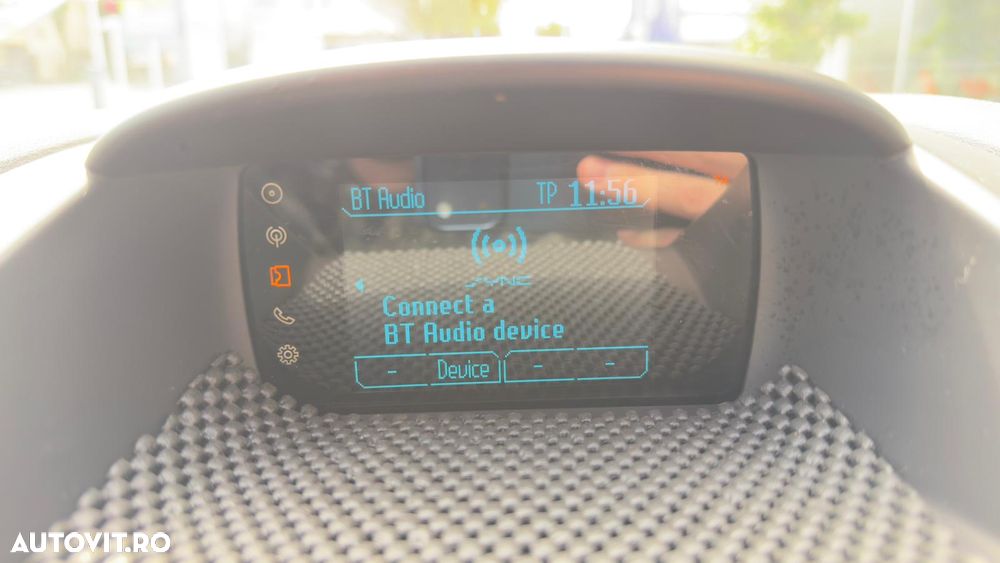 BT Audio TP 11:56
SYNC
Connect a
BT Audio device
- Device - -
AUTOVIT.RO